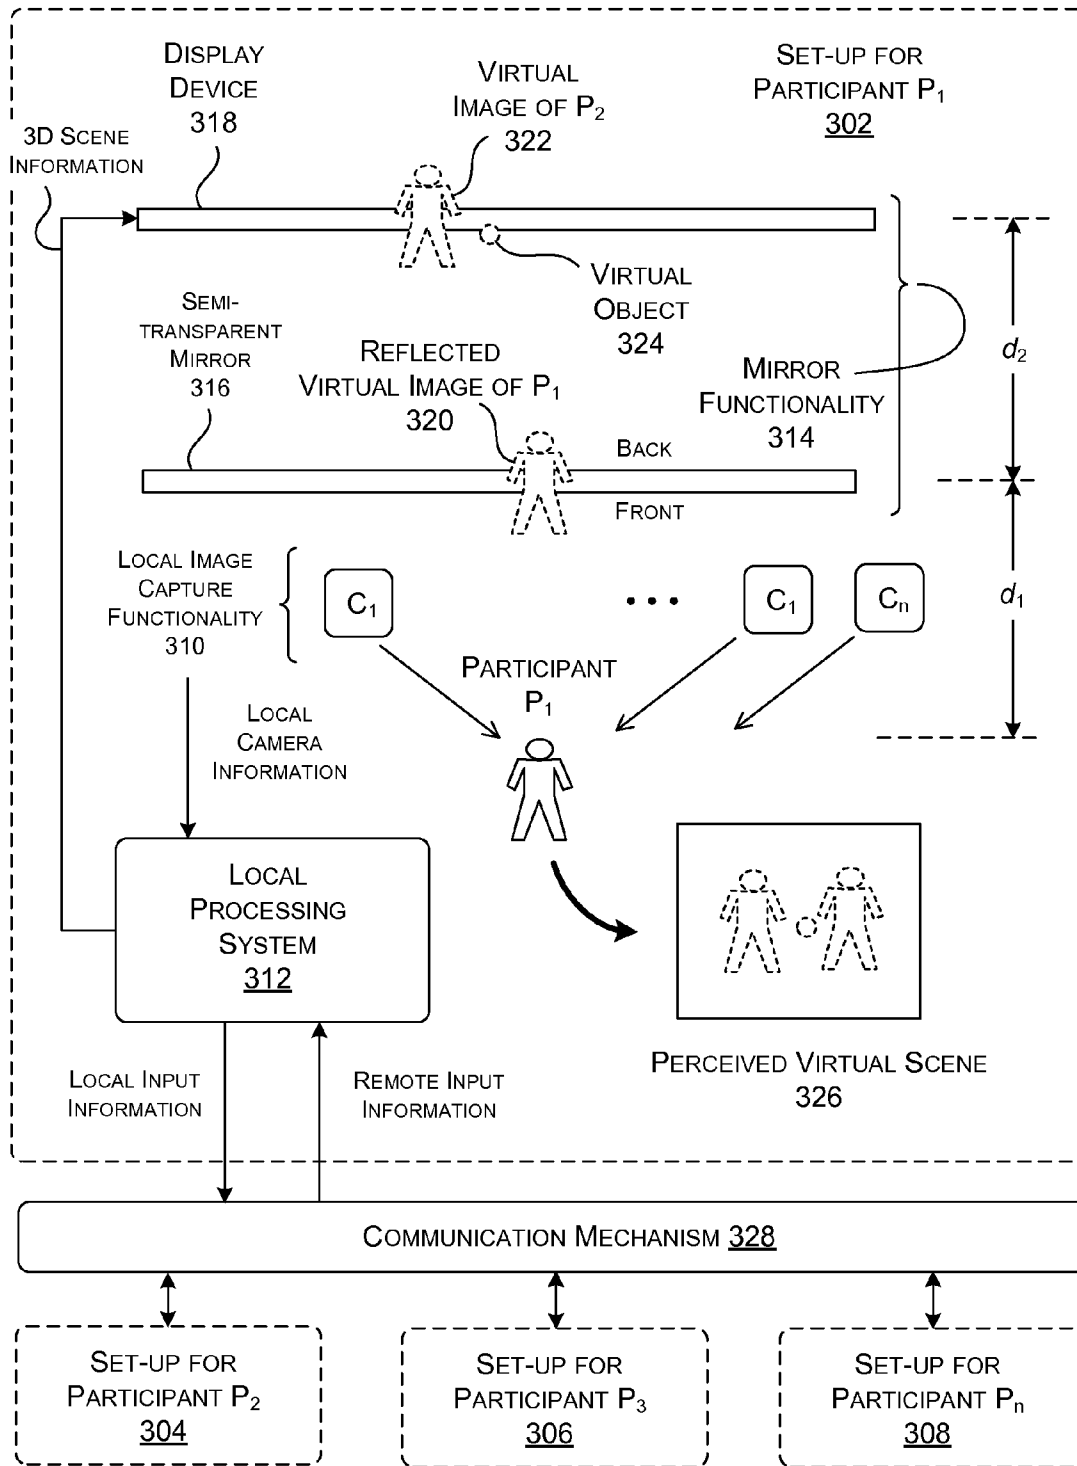 DISPLAY
DEVICE
318
VIRTUAL
IMAGE OF P2
322
SET-UP FOR
PARTICIPANT P1
302
3D SCENE
INFORMATION
VIRTUAL
OBJECT
324
SEMI-
TRANSPARENT
MIRROR
316
REFLECTED
VIRTUAL IMAGE OF P1
320
MIRROR
FUNCTIONALITY
314
d2
BACK
FRONT
LOCAL IMAGE
CAPTURE
FUNCTIONALITY
310
C1
• • •
C1
Cn
d1
PARTICIPANT
P1
LOCAL
CAMERA
INFORMATION
LOCAL
PROCESSING
SYSTEM
312
PERCEIVED VIRTUAL SCENE
326
LOCAL INPUT
INFORMATION
REMOTE INPUT
INFORMATION
COMMUNICATION MECHANISM 328
SET-UP FOR
PARTICIPANT P2
304
SET-UP FOR
PARTICIPANT P3
306
SET-UP FOR
PARTICIPANT Pn
308